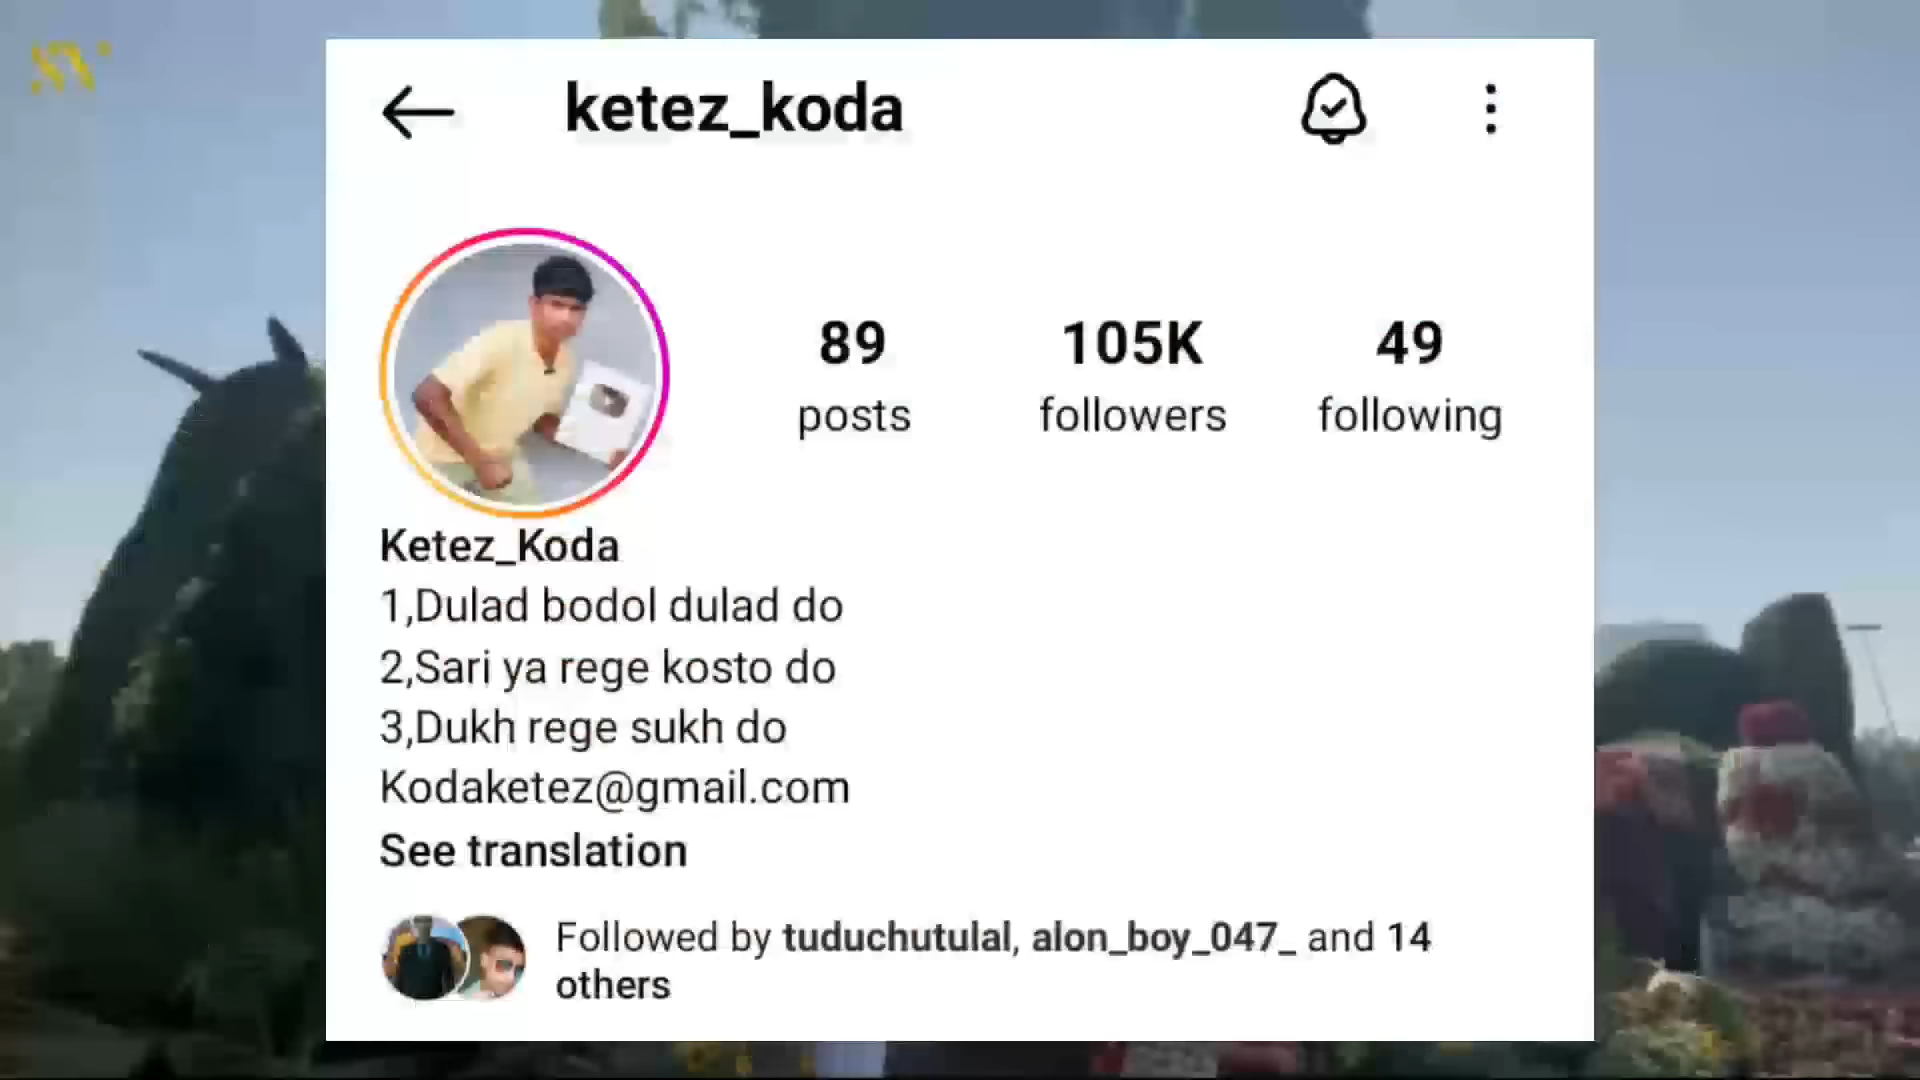 ketez_koda
89 105K 49
posts followers following
Ketez_Koda
1,Dulad bodol dulad do
2,Sari ya rege kosto do
3,Dukh rege sukh do
Kodaketez@gmail.com
See translation
Followed by tuduchutulal, alon_boy_047_ and 14
others